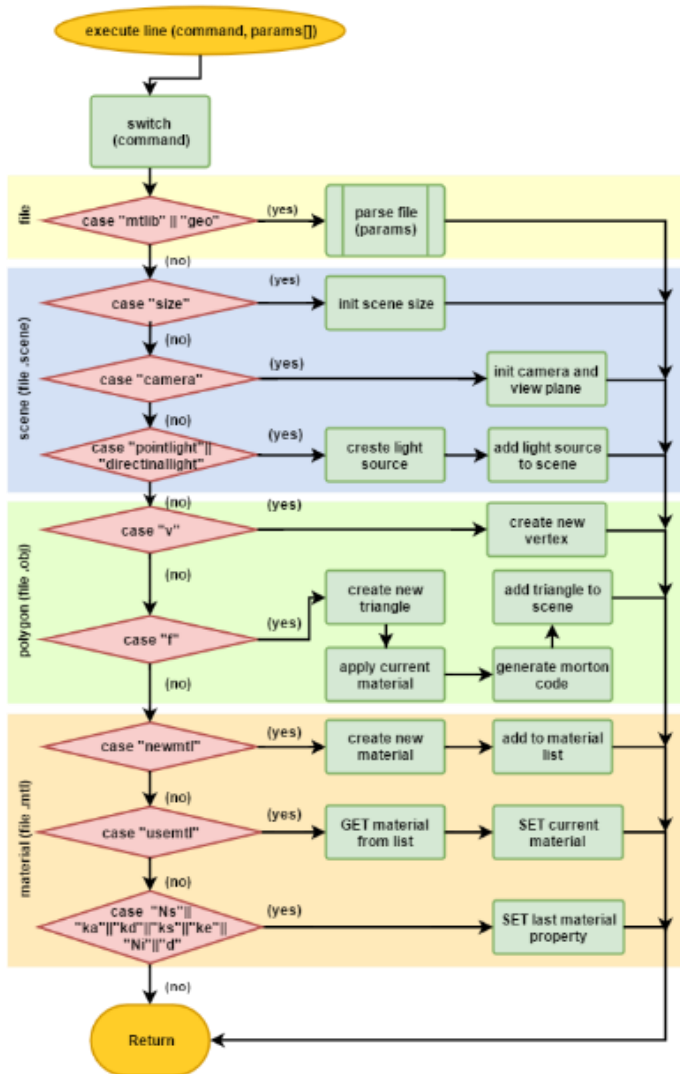 execute line (command, params[])
switch
(command)
file
case "mtlib" || "geo"
(yes)
parse file
(params)
(no)
scene (file .scene)
case "size"
(yes)
init scene size
(no)
case "camera"
(yes)
init camera and
view plane
(no)
case "pointlight"||
"directinallight"
(yes)
creste light
source
add light source
to scene
(no)
polygon (file .obj)
case "v"
(yes)
create new
vertex
(no)
case "f"
(yes)
create new
triangle
add triangle to
scene
apply current
material
generate morton
code
(no)
material (file .mtl)
case "newmtl"
(yes)
create new
material
add to material
list
(no)
case "usemtl"
(yes)
GET material
from list
SET current
material
(no)
case "Ns"||
"ka"||"kd"||"ks"||"ke"||
"Ni"||"d"
(yes)
SET last material
property
(no)
Return